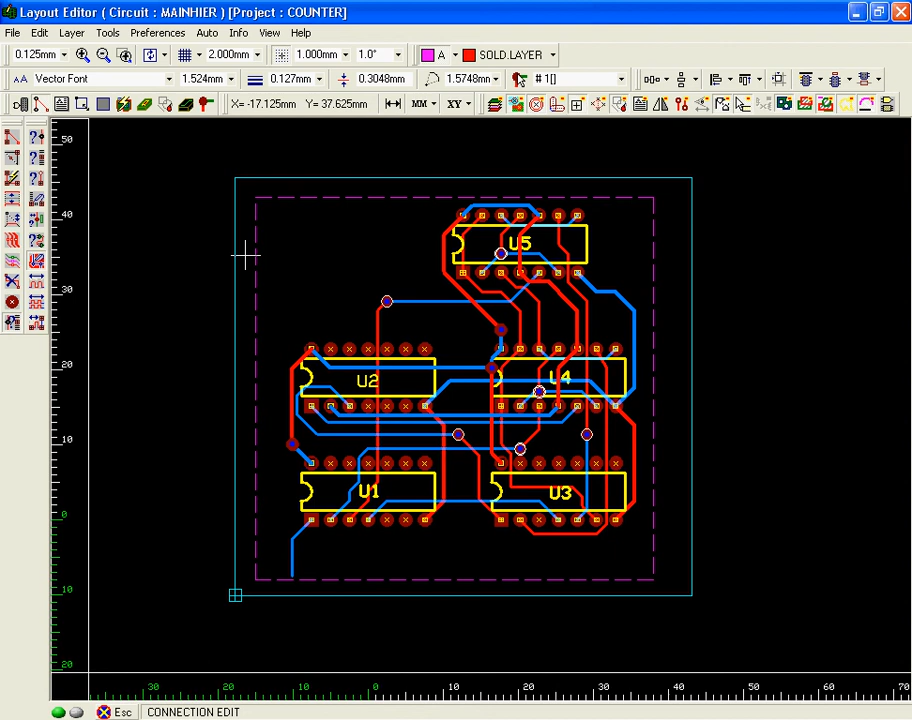 Layout Editor ( Circuit : MAINHIER ) [Project : COUNTER]
File Edit Layer Tools Preferences Auto Info View Help
0.125mm 2.000mm 1.000mm 1.0° A SOLD.LAYER
AA Vector Font 1.524mm 0.127mm 0.3048mm 1.5748mm # 1[]
X= -17.125mm Y= 37.625mm MM XY
50
40
30
20
10
0
10
20
U5
U2
U4
U1
U3
30 20 10 0 10 20 30 40 50 60 70
Esc CONNECTION EDIT